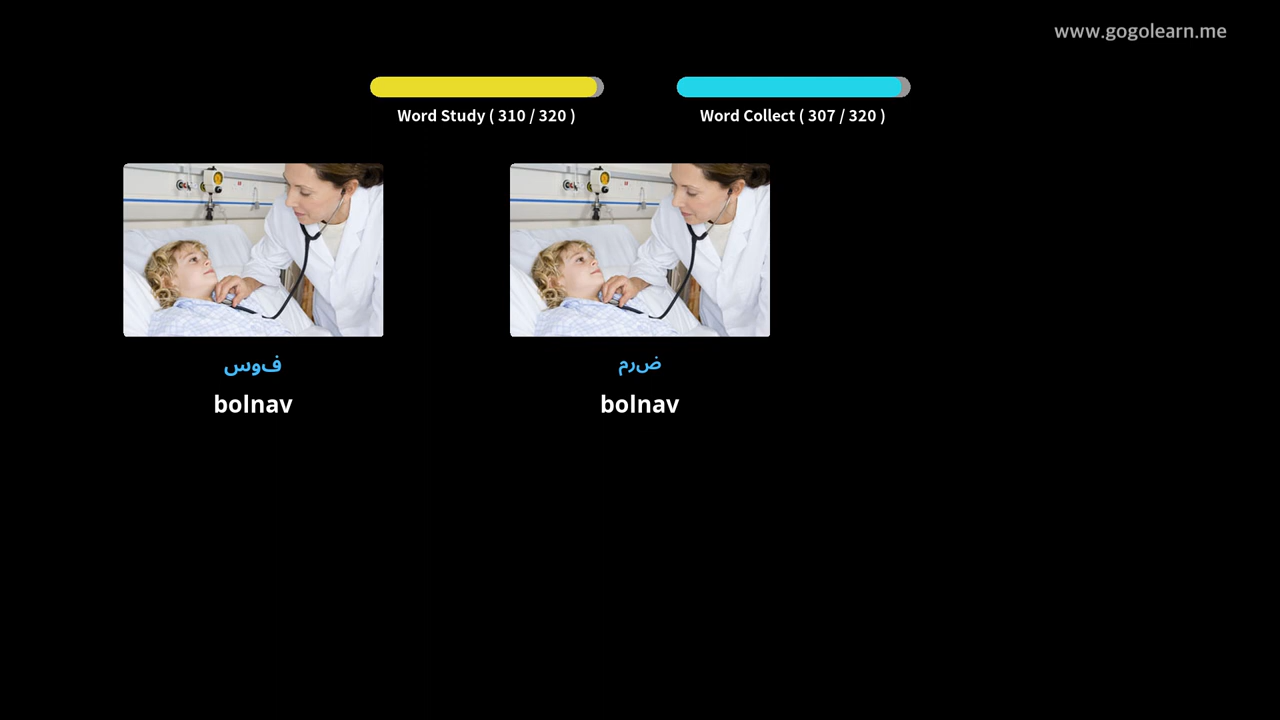 www.gogolearn.me
Word Study ( 310 / 320 )
Word Collect ( 307 / 320 )
فوس
bolnav
ضرم
bolnav